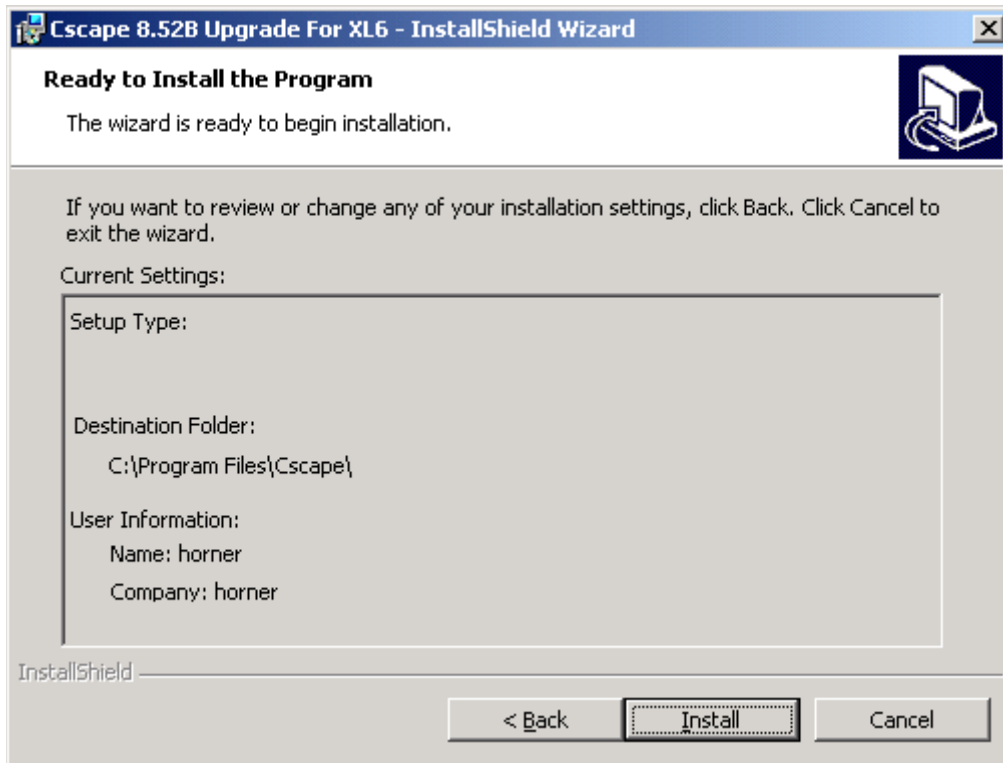 Cscape 8.52B Upgrade For XL6 - InstallShield Wizard
Ready to Install the Program
The wizard is ready to begin installation.
If you want to review or change any of your installation settings, click Back. Click Cancel to
exit the wizard.
Current Settings:
Setup Type:
Destination Folder:
C:\Program Files\Cscape\
User Information:
Name: horner
Company: horner
InstallShield
< Back
Install
Cancel